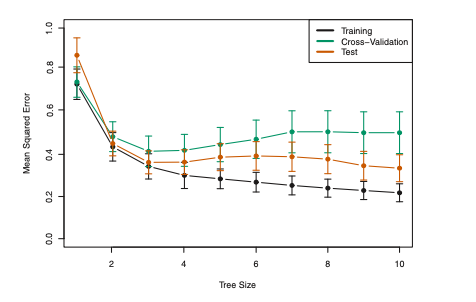 Training
Cross−Validation
Test
1.0
0.8
0.6
0.4
0.2
0.0
Mean Squared Error
2 4 6 8 10
Tree Size